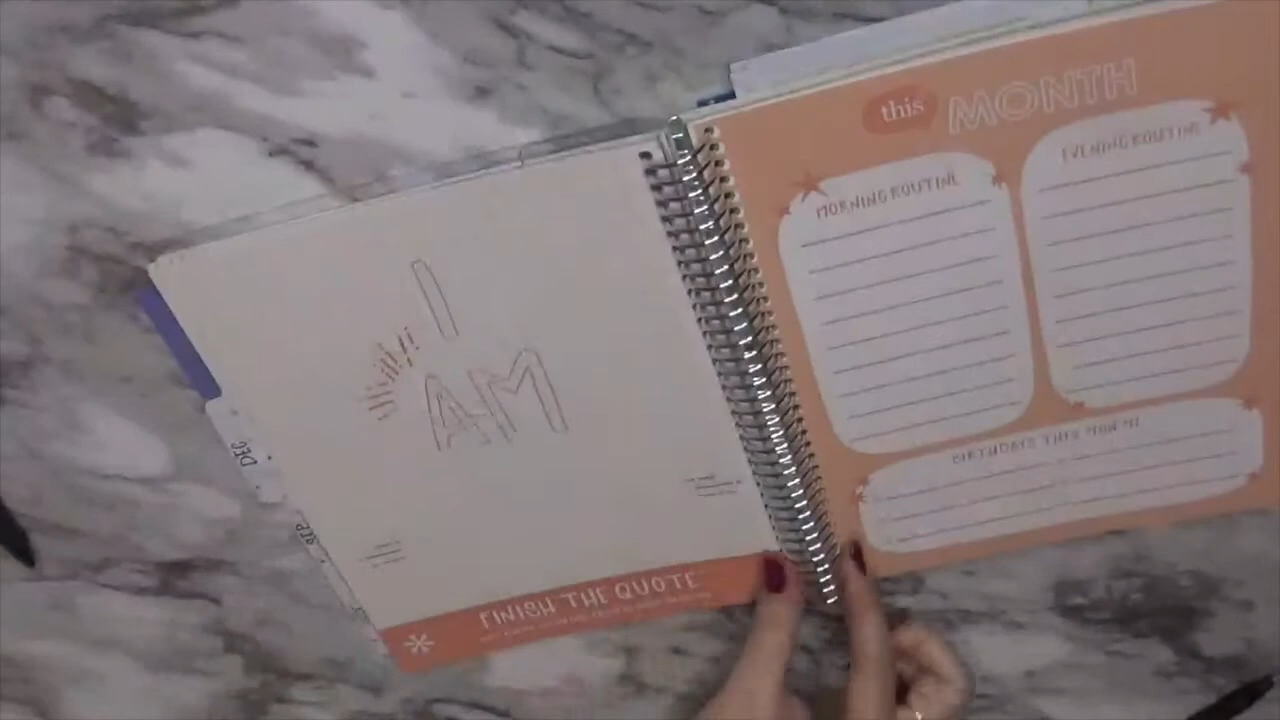 I
AM
FINISH THE QUOTE
this
MONTH
MORNING ROUTINE
EVENING ROUTINE
BIRTHDAYS THIS MONTH
DEC
SEP